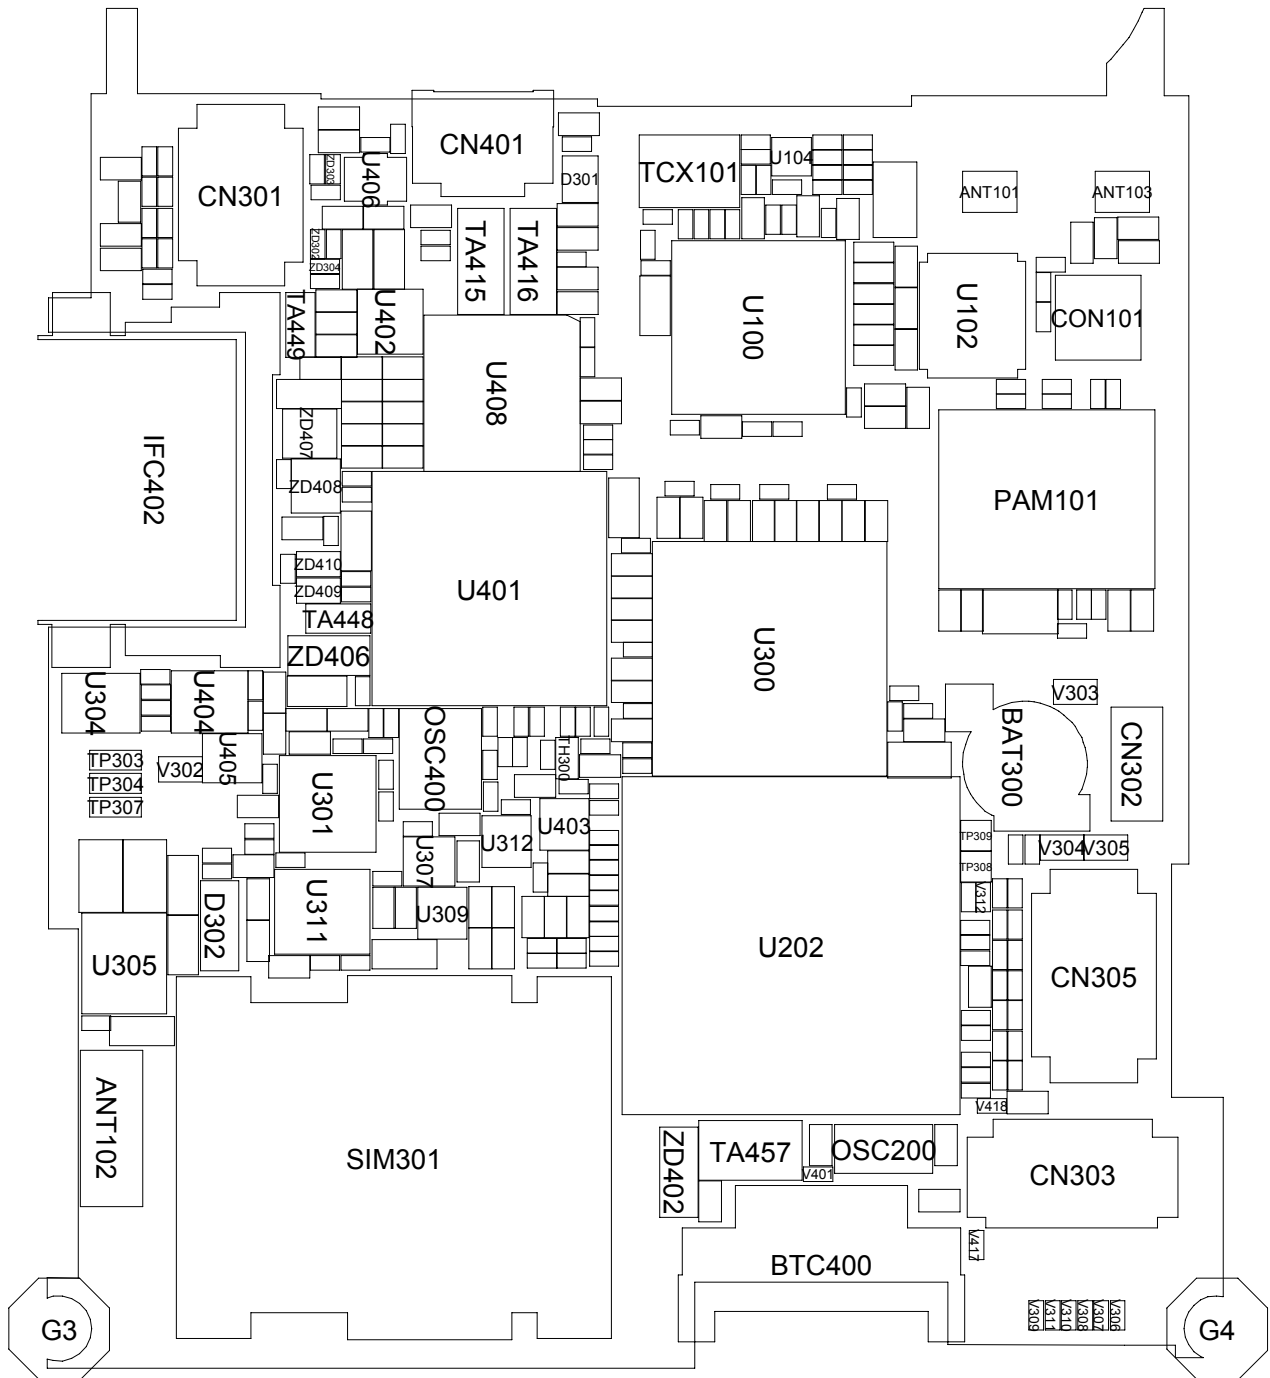 CN401
TCX101
U104
ZD303
U406
D301
CN301
ANT101
ANT103
TA415
TA416
ZD302
ZD304
TA449
U402
U100
U102
CON101
U408
ZD407
IFC402
ZD408
PAM101
ZD410
ZD409
U401
TA448
ZD406
U300
U304
U404
V303
OSC400
BAT300
CN302
U405
TP303
V302
TH300
TP304
TP307
U301
U403
U312
TP309
V304
V305
U307
TP308
V312
D302
U311
U309
U305
U202
CN305
V418
ANT102
SIM301
ZD402
TA457
OSC200
V401
CN303
V417
BTC400
G3
V309
V311
V310
V308
V307
V306
G4